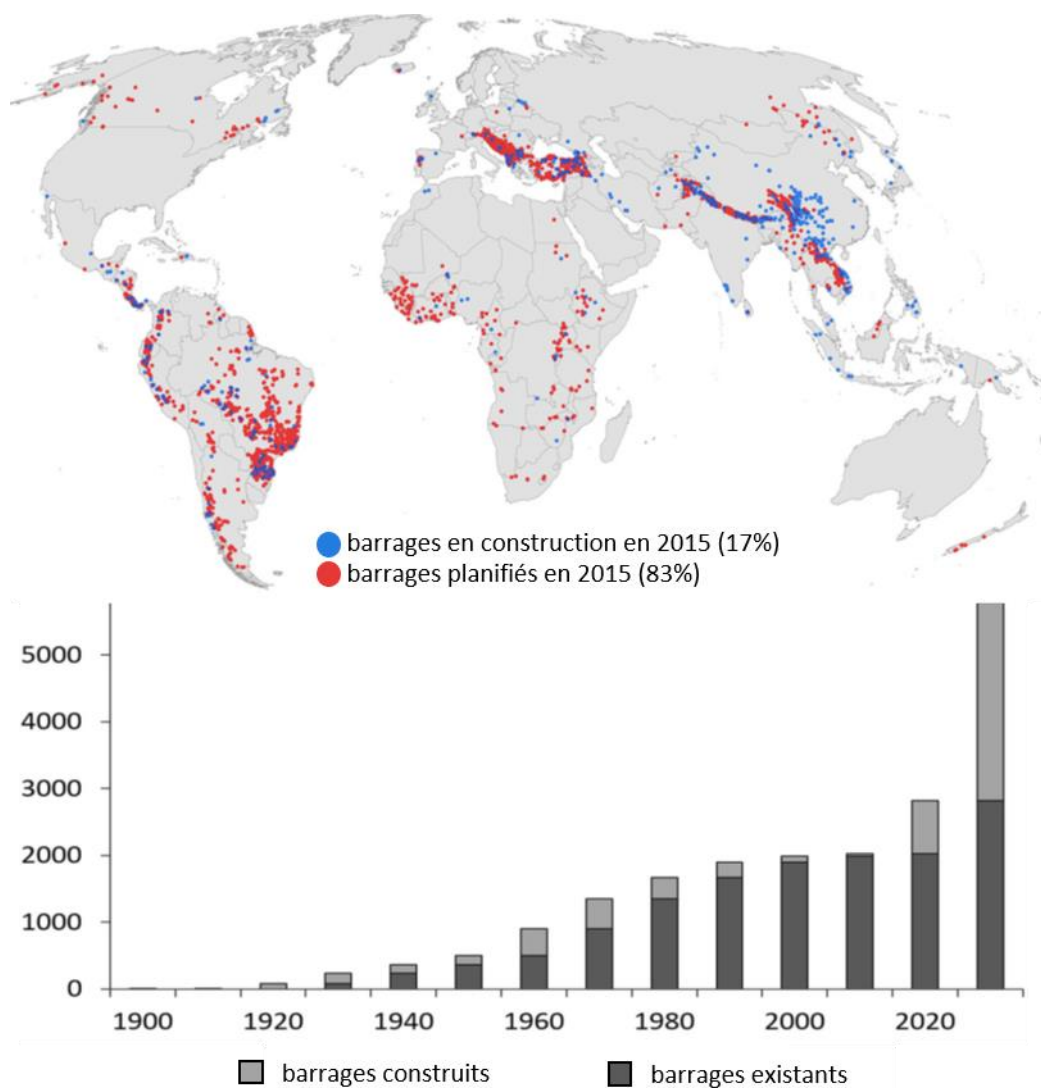 barrages en construction en 2015 (17%)
barrages planifiés en 2015 (83%)
5000
4000
3000
2000
1000
0
1900 1920 1940 1960 1980 2000 2020
barrages construits barrages existants